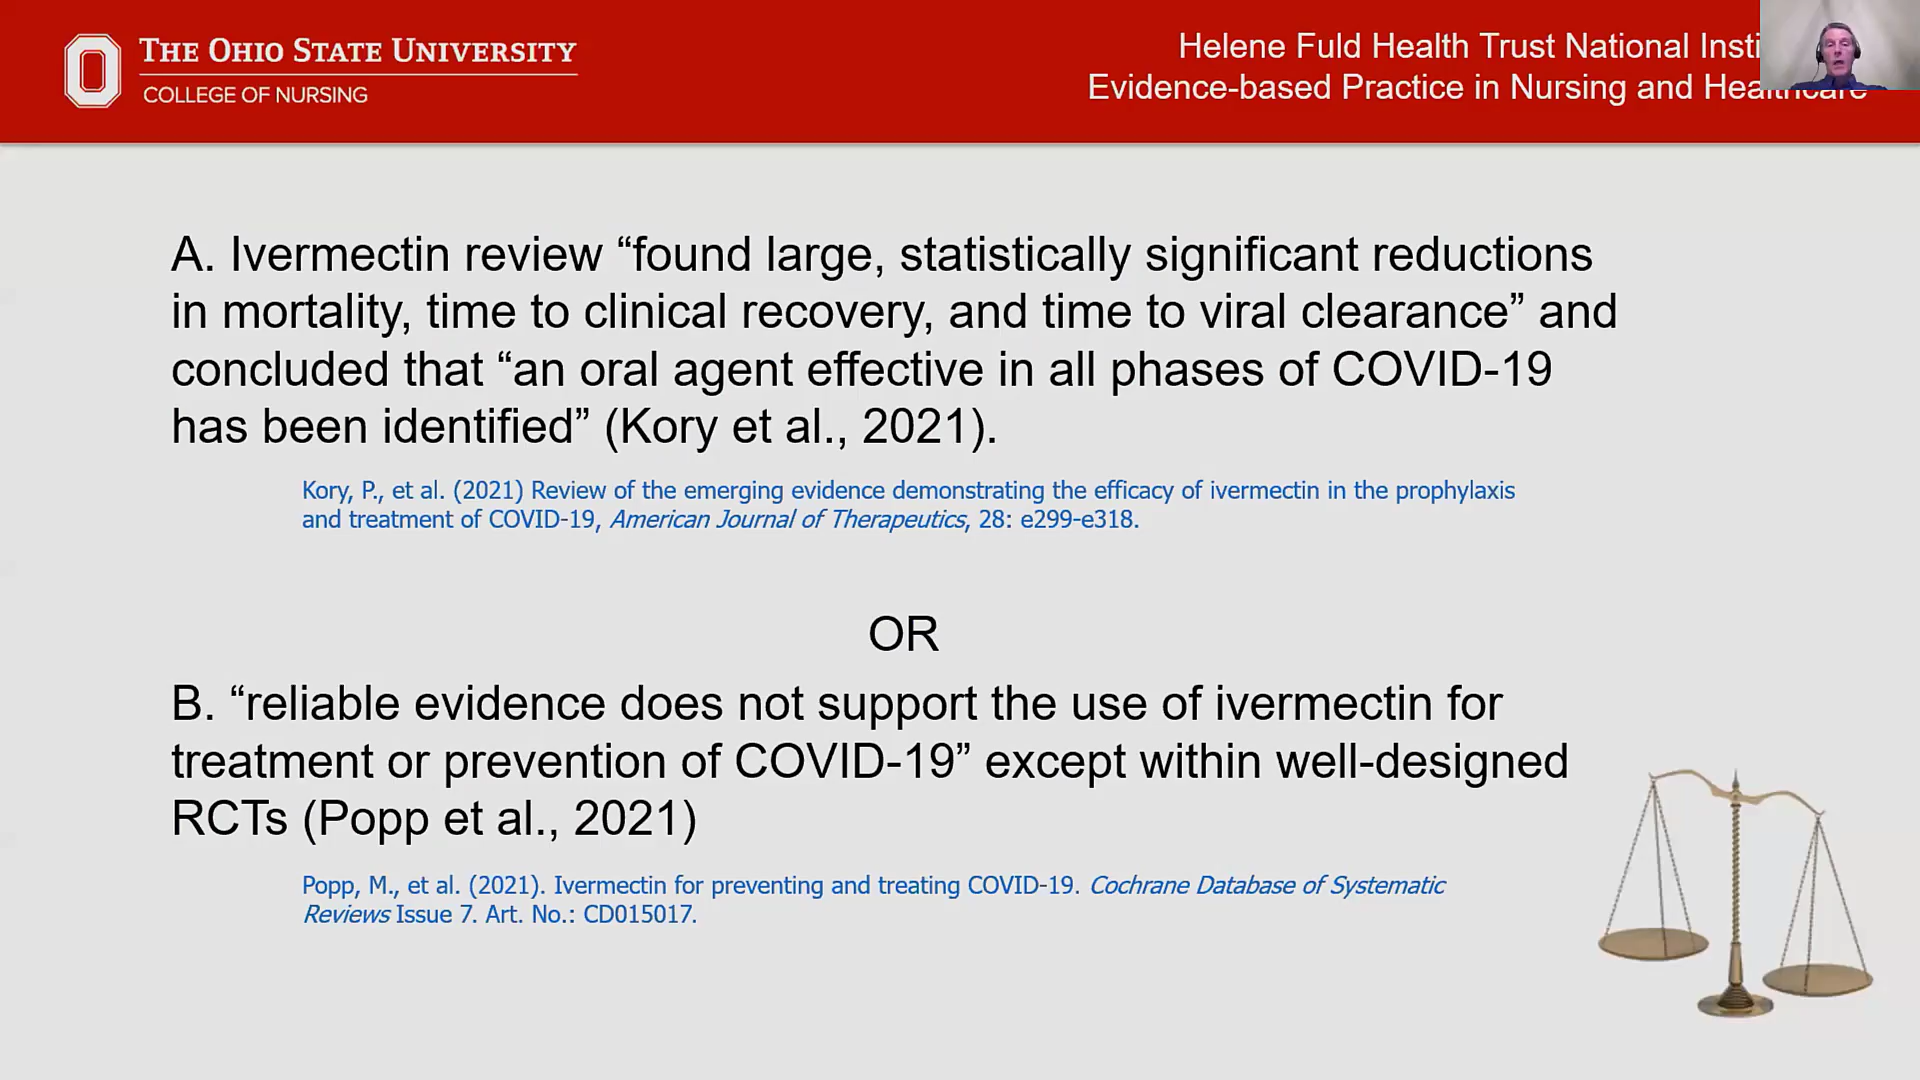 THE OHIO STATE UNIVERSITY
COLLEGE OF NURSING
Helene Fuld Health Trust National
Evidence-based Practice in Nursing and Healthcare
A. Ivermectin review “found large, statistically significant reductions
in mortality, time to clinical recovery, and time to viral clearance” and
concluded that “an oral agent effective in all phases of COVID-19
has been identified” (Kory et al., 2021).
Kory, P., et al. (2021) Review of the emerging evidence demonstrating the efficacy of ivermectin in the prophylaxis
and treatment of COVID-19, American Journal of Therapeutics, 28: e299-e318.
OR
B. “reliable evidence does not support the use of ivermectin for
treatment or prevention of COVID-19” except within well-designed
RCTs (Popp et al., 2021)
Popp, M., et al. (2021). Ivermectin for preventing and treating COVID-19. Cochrane Database of Systematic
Reviews Issue 7. Art. No.: CD015017.